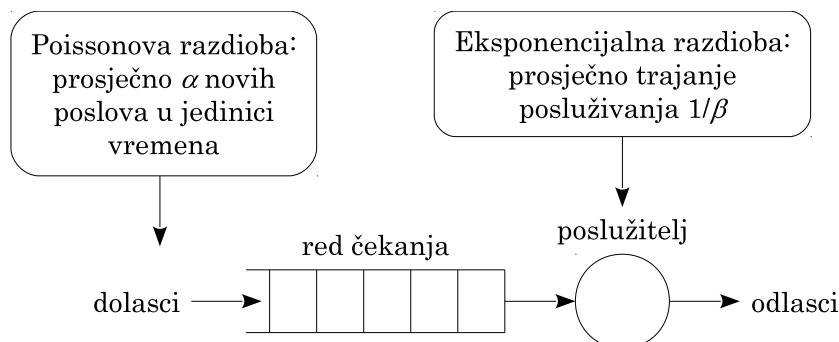 Poissonova razdioba:
prosječno α novih
poslova u jedinici
vremena
Eksponencijalna razdioba:
prosječno trajanje
posluživanja 1/β
red čekanja
poslužitelj
dolasci
odlasci